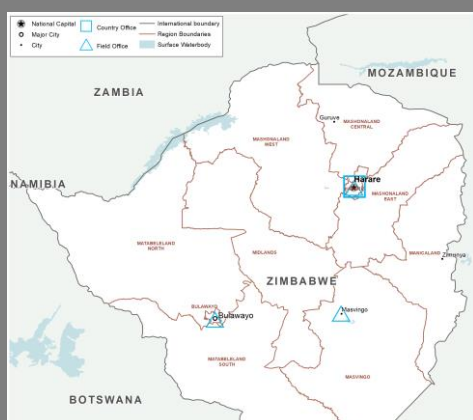 National Capital
Country Office
International boundary
Major City
Region Boundaries
City
Field Office
Surface Waterbody
MOZAMBIQUE
ZAMBIA
Guruve
MASHONALAND
CENTRAL
MASHONALAND
WEST
Harare
NAMIBIA
MASHONALAND
EAST
MATABELELAND
NORTH
MIDLANDS
MANICALAND
Zimunya
ZIMBABWE
BULAWAYO
Bulawayo
Masvingo
MATABELELAND
SOUTH
MASVINGO
BOTSWANA